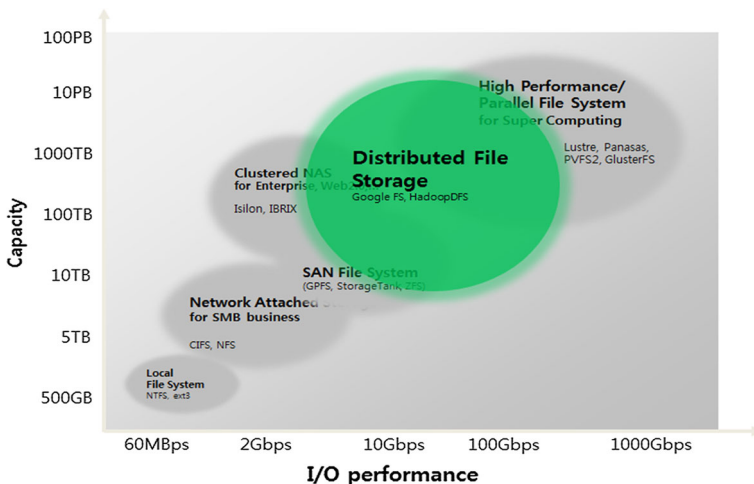 100PB
10PB
1000TB
100TB
10TB
5TB
500GB
Capacity
High Performance/
Parallel File System
for Super Computing
Lustre, Panasas,
PVFS2, GlusterFS
Distributed File
Storage
Google FS, HadoopDFS
Clustered NAS
for Enterprise,
Isilon, IBRIX
SAN File System
(GPFS, StorageTank, ZFS)
Network Attached
for SMB business
CIFS, NFS
Local
File System
NTFS, ext3
60MBps
2Gbps
10Gbps
100Gbps
1000Gbps
I/O performance